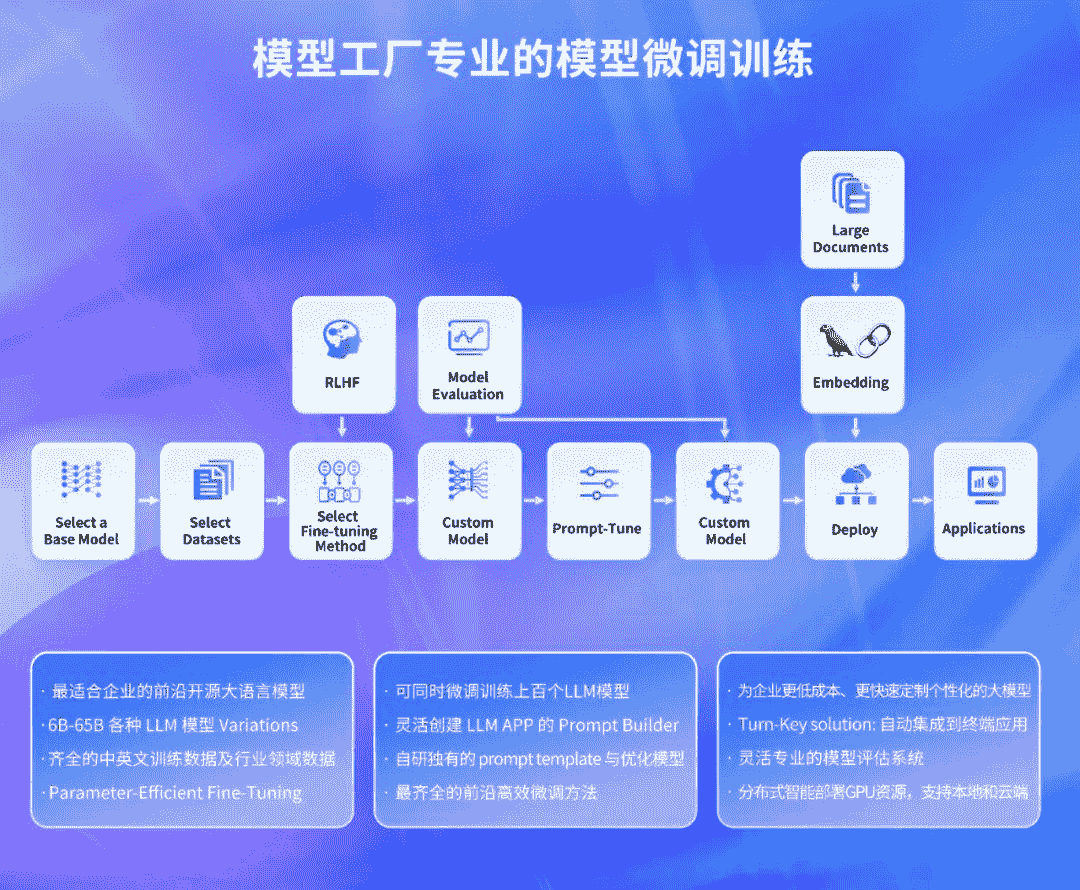 模型工厂专业的模型微调训练
Large
Documents
RLHF
Model
Evaluation
Embedding
Select a
Base Model
Select
Datasets
Select
Fine-tuning
Method
Custom
Model
Prompt-Tune
Custom
Model
Deploy
Applications
· 最适合企业的前沿开源大语言模型
· 6B-65B 各种 LLM 模型 Variations
· 齐全的中英文训练数据及行业领域数据
· Parameter-Efficient Fine-Tuning
· 可同时微调训练上百个LLM模型
· 灵活创建 LLM APP 的 Prompt Builder
· 自研独有的 prompt template 与优化模型
· 最齐全的前沿高效微调方法
· 为企业更低成本、更快速定制个性化的大模型
· Turn-Key solution: 自动集成到终端应用
· 灵活专业的模型评估系统
· 分布式智能部署GPU资源，支持本地和云端